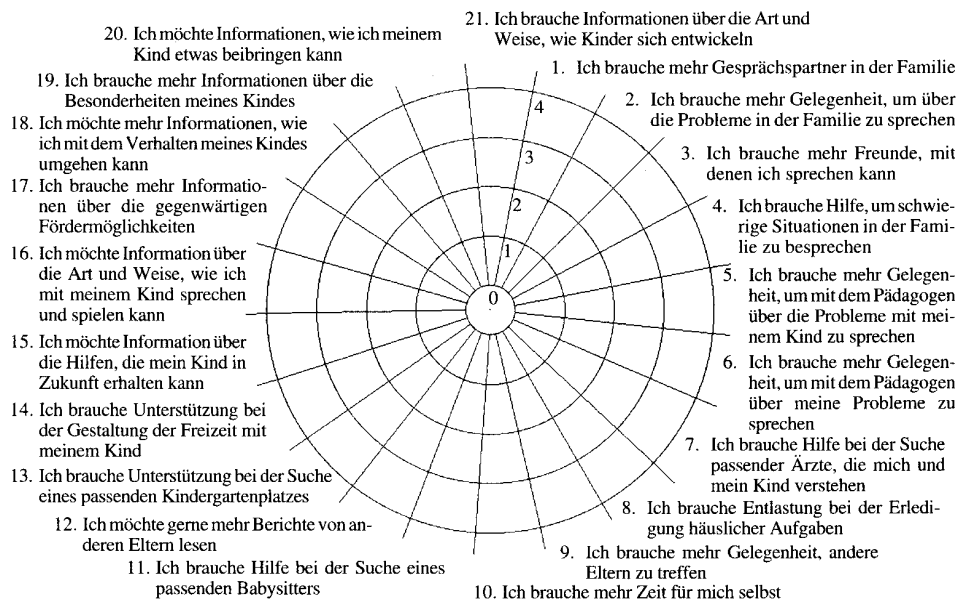 21. Ich brauche Informationen über die Art und
Weise, wie Kinder sich entwickeln
1. Ich brauche mehr Gesprächspartner in der Familie
2. Ich brauche mehr Gelegenheit, um über
die Probleme in der Familie zu sprechen
3. Ich brauche mehr Freunde, mit
denen ich sprechen kann
4. Ich brauche Hilfe, um schwie-
rige Situationen in der Fami-
lie zu besprechen
5. Ich brauche mehr Gelegen-
heit, um mit dem Pädagogen
über die Probleme mit mei-
nem Kind zu sprechen
6. Ich brauche mehr Gelegen-
heit, um mit dem Pädagogen
über meine Probleme zu
sprechen
7. Ich brauche Hilfe bei der Suche
passender Ärzte, die mich und
mein Kind verstehen
8. Ich brauche Entlastung bei der Erledi-
gung häuslicher Aufgaben
9. Ich brauche mehr Gelegenheit, andere
Eltern zu treffen
10. Ich brauche mehr Zeit für mich selbst
11. Ich brauche Hilfe bei der Suche eines
passenden Babysitters
12. Ich möchte gerne mehr Berichte von an-
deren Eltern lesen
13. Ich brauche Unterstützung bei der Suche
eines passenden Kindergartenplatzes
14. Ich brauche Unterstützung bei
der Gestaltung der Freizeit mit
meinem Kind
15. Ich möchte Information über
die Hilfen, die mein Kind in
Zukunft erhalten kann
16. Ich möchte Information über
die Art und Weise, wie ich
mit meinem Kind sprechen
und spielen kann
17. Ich brauche mehr Informatio-
nen über die gegenwärtigen
Fördermöglichkeiten
18. Ich möchte mehr Informationen, wie
ich mit dem Verhalten meines Kindes
umgehen kann
19. Ich brauche mehr Informationen über die
Besonderheiten meines Kindes
20. Ich möchte Informationen, wie ich meinem
Kind etwas beibringen kann
4
3
2
1
0